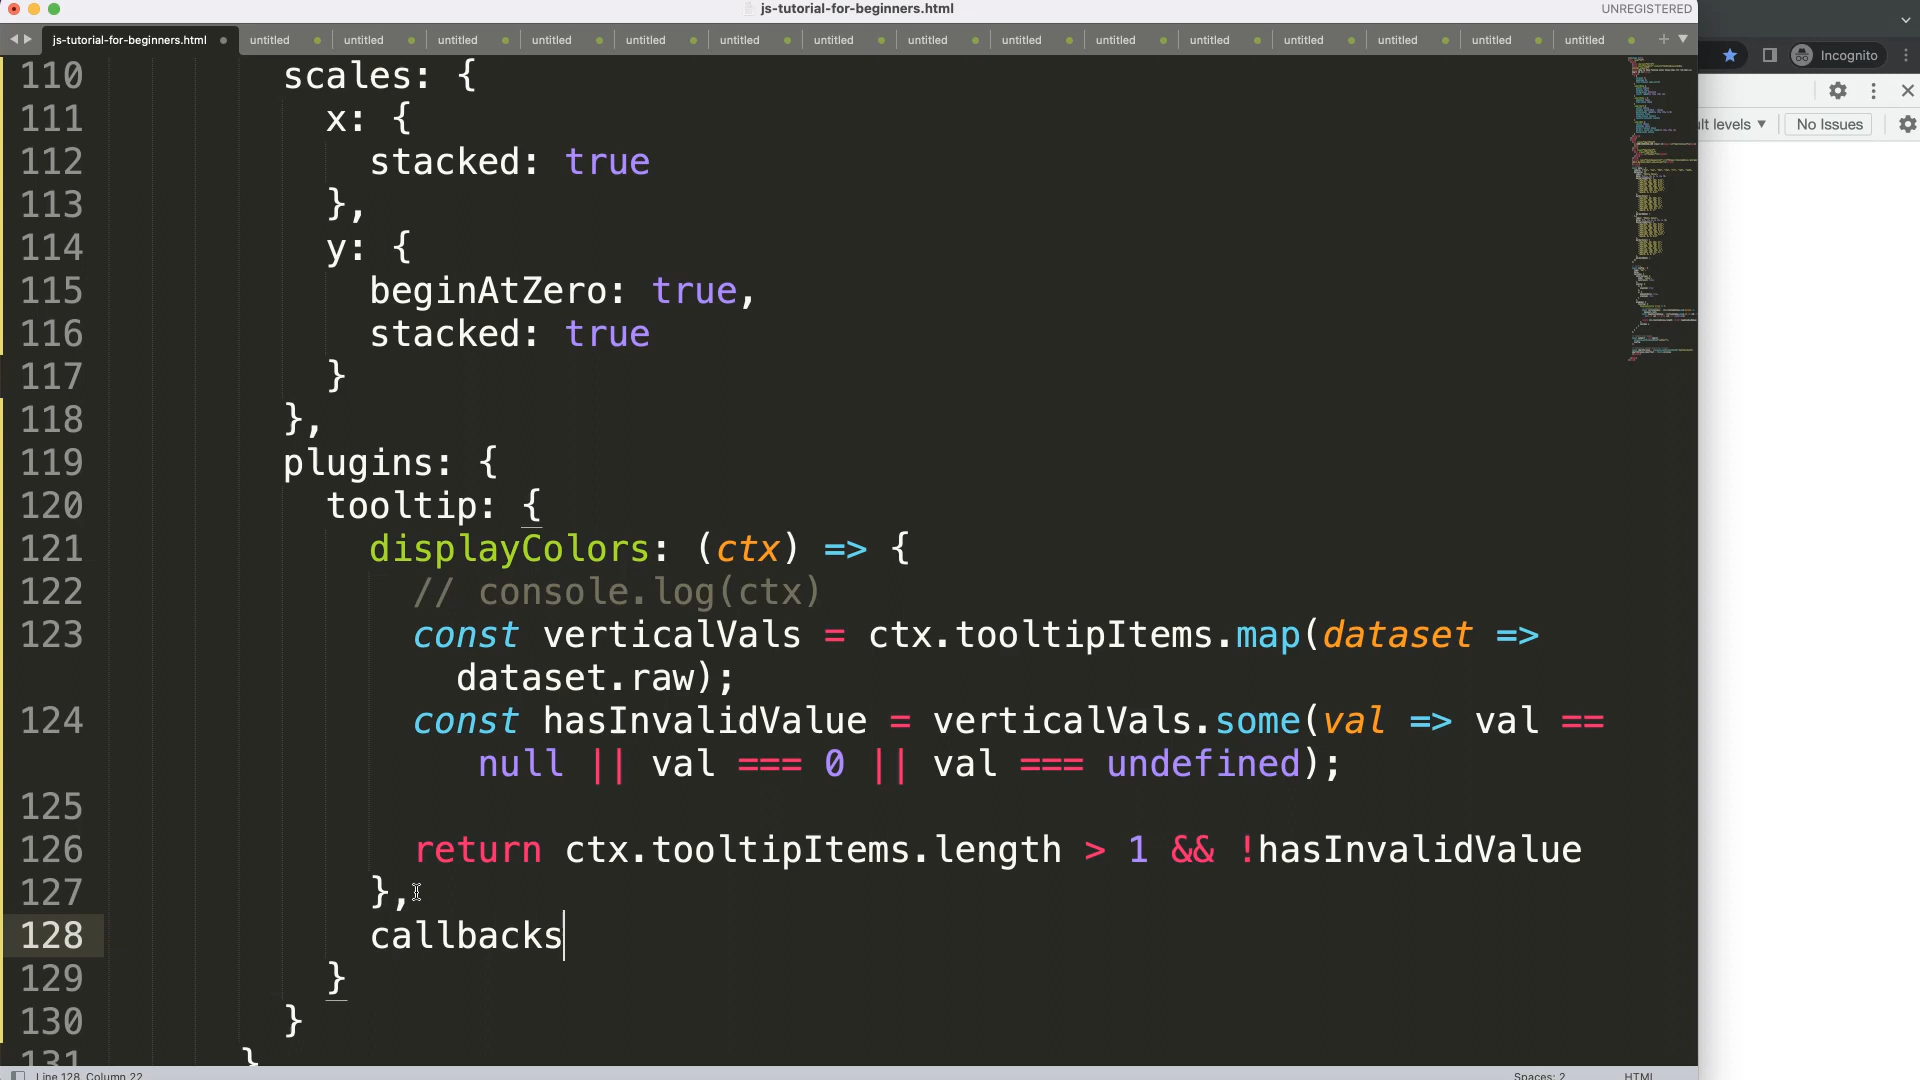 js-tutorial-for-beginners.html
UNREGISTERED
js-tutorial-for-beginners.html untitled untitled untitled untitled untitled untitled untitled untitled untitled untitled untitled untitled untitled untitled untitled
Incognito
lt levels
No Issues
110 scales: {
111 x: {
112 stacked: true
113 },
114 y: {
115 beginAtZero: true,
116 stacked: true
117 }
118 },
119 plugins: {
120 tooltip: {
121 displayColors: (ctx) => {
122 // console.log(ctx)
123 const verticalVals = ctx.tooltipItems.map(dataset =>
dataset.raw);
124 const hasInvalidValue = verticalVals.some(val => val ==
null || val === 0 || val === undefined);
125
126 return ctx.tooltipItems.length > 1 && !hasInvalidValue
127 },
128 callbacks
129 }
130 }
131 }
Line 128, Column 22
Spaces: 2
HTML